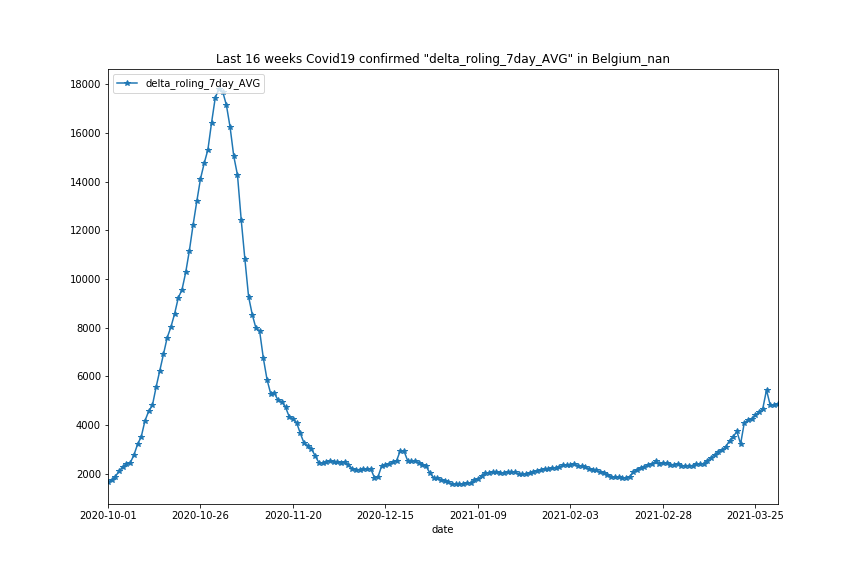 Last 16 weeks Covid19 confirmed "delta_roling_7day_AVG" in Belgium_nan
delta_roling_7day_AVG
18000
16000
14000
12000
10000
8000
6000
4000
2000
2020-10-01 2020-10-26 2020-11-20 2020-12-15 2021-01-09 2021-02-03 2021-02-28 2021-03-25
date